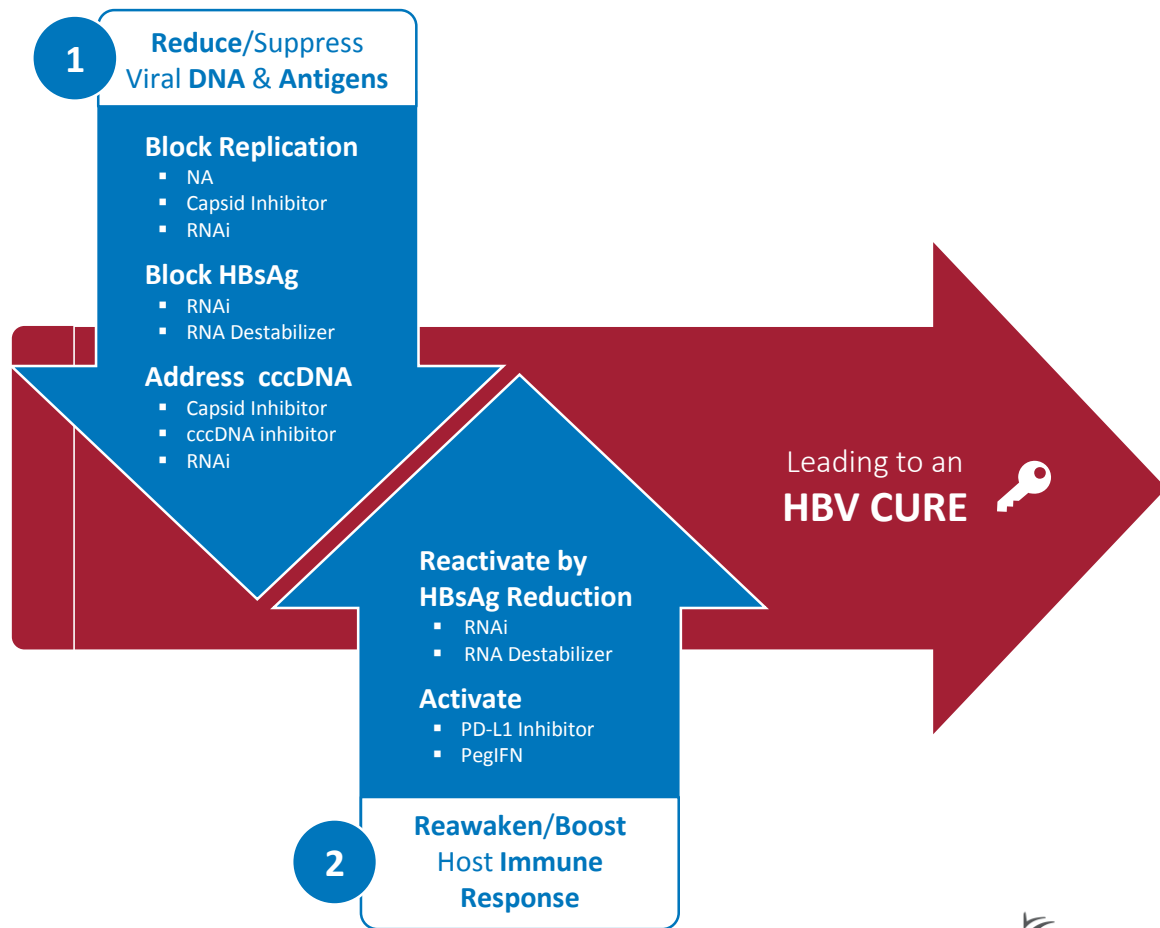 1
Reduce/Suppress
Viral DNA & Antigens
Block Replication
▪ NA
▪ Capsid Inhibitor
▪ RNAi
Block HBsAg
▪ RNAi
▪ RNA Destabilizer
Address cccDNA
▪ Capsid Inhibitor
▪ cccDNA inhibitor
▪ RNAi
Leading to an
HBV CURE
Reactivate by
HBsAg Reduction
▪ RNAi
▪ RNA Destabilizer
Activate
▪ PD-L1 Inhibitor
▪ PegIFN
2
Reawaken/Boost
Host Immune
Response